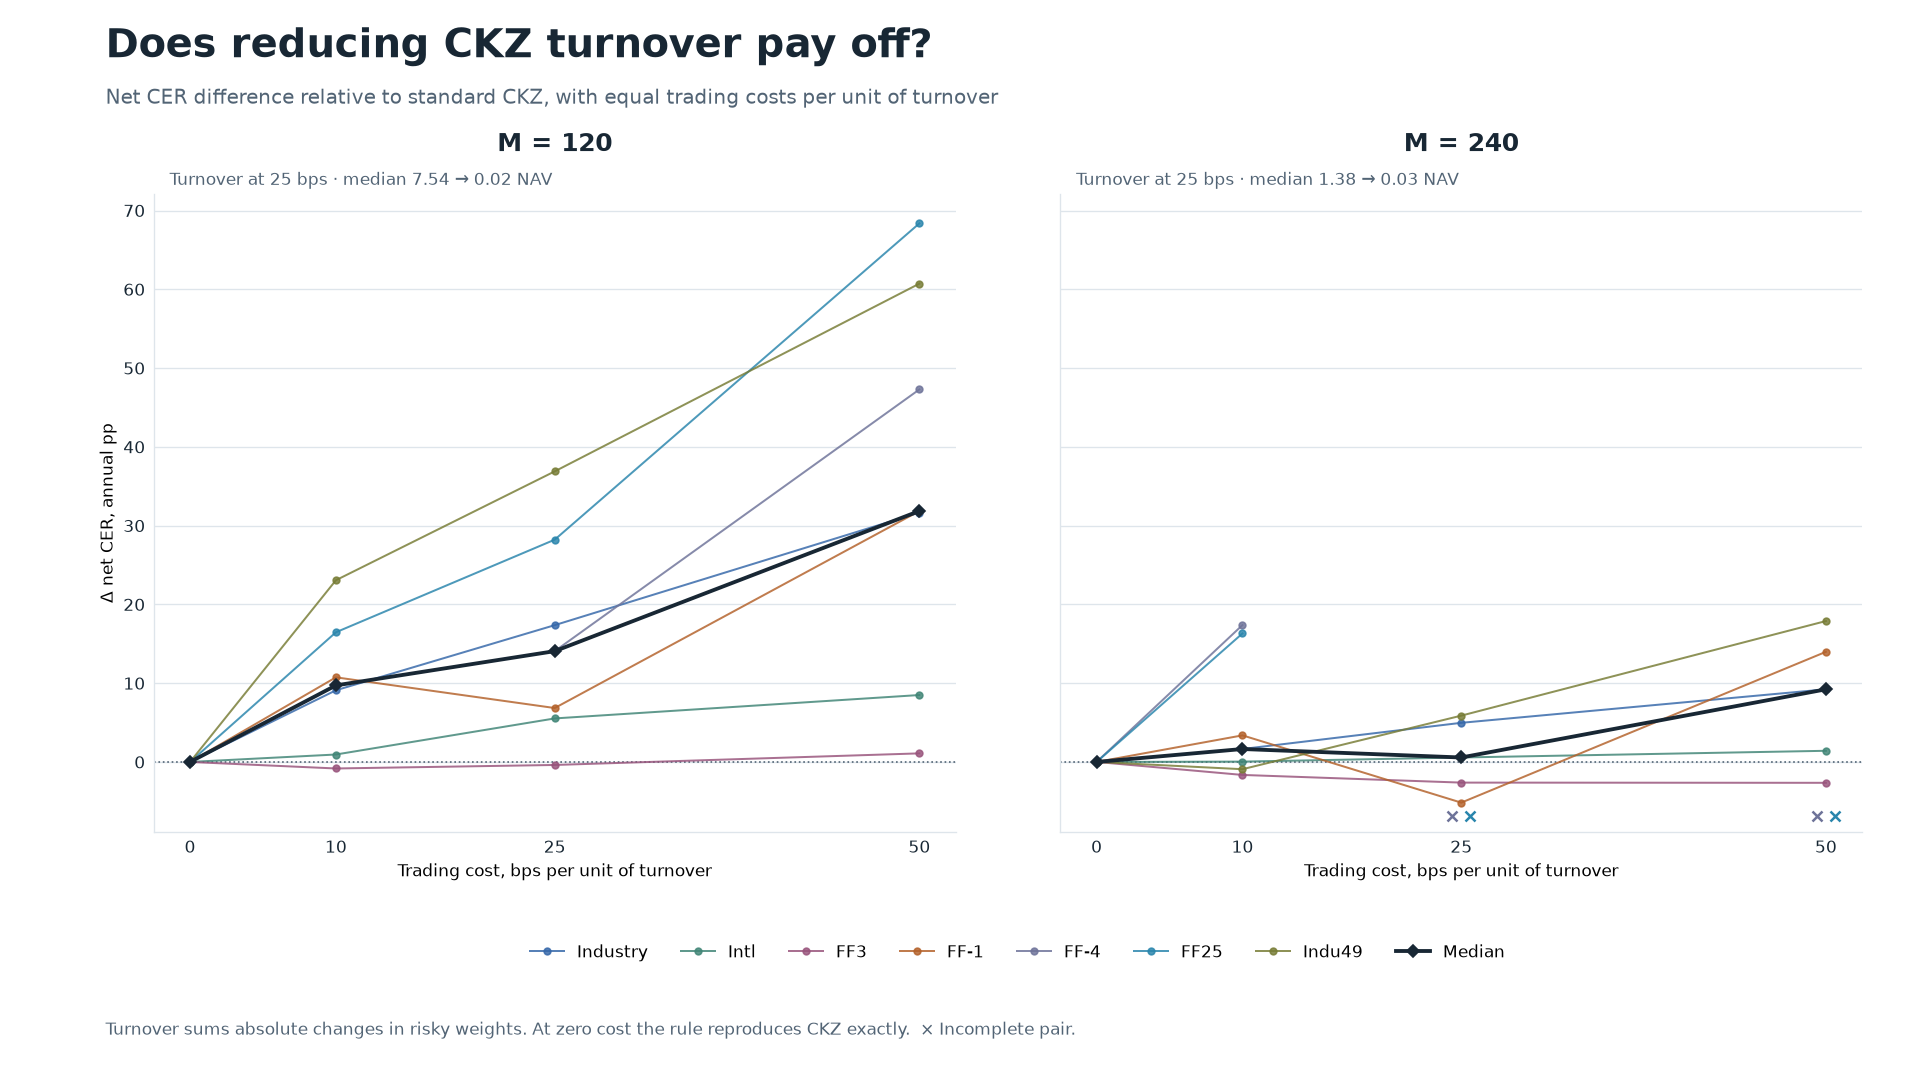 Does reducing CKZ turnover pay off?
Net CER difference relative to standard CKZ, with equal trading costs per unit of turnover
M = 120
Turnover at 25 bps · median 7.54 → 0.02 NAV
Δ net CER, annual pp
70
60
50
40
30
20
10
0
0 10 25 50
Trading cost, bps per unit of turnover
M = 240
Turnover at 25 bps · median 1.38 → 0.03 NAV
0 10 25 50
Trading cost, bps per unit of turnover
Industry Intl FF3 FF-1 FF-4 FF25 Indu49 Median
Turnover sums absolute changes in risky weights. At zero cost the rule reproduces CKZ exactly. × Incomplete pair.